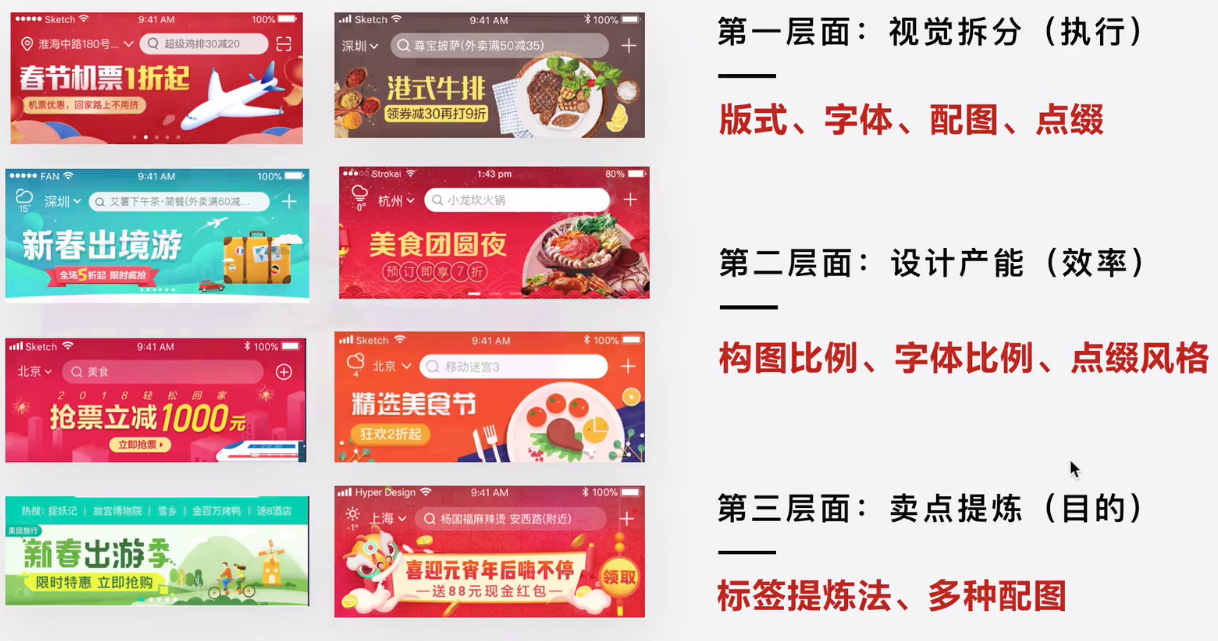 Sketch 9:41 AM 100%
淮海中路180号... 超级鸡排30减20
春节机票1折起
机票优惠，回家路上不用挤
Sketch 9:41 AM 100%
深圳 尊宝披萨(外卖满50减35)
港式牛排
领券减30再打9折
FAN 9:41 AM 100%
15° 深圳 艾薯下午茶·简餐(外卖满60减...
新春出境游
全场5折起 限时疯抢
Strokei 1:43 pm 80%
0° 杭州 小龙坎火锅
美食团圆夜
预订即享7折
Sketch 9:41 AM 100%
北京 美食
2018轻松回家
抢票立减1000元
立即抢票
Sketch 9:41 AM 100%
4° 北京 移动迷宫3
精选美食节
狂欢2折起
热搜: 捉妖记 | 故宫博物院 | 雪乡 | 金百万烤鸭 | 速8酒店
美团旅行
新春出游季
限时特惠 立即抢购
Hyper Design 9:41 AM 100%
-1° 上海 杨国福麻辣烫 安西路(附近)
喜迎元宵年后嗨不停
送88元现金红包
领取
第一层面：视觉拆分（执行）
版式、字体、配图、点缀
第二层面：设计产能（效率）
构图比例、字体比例、点缀风格
第三层面：卖点提炼（目的）
标签提炼法、多种配图